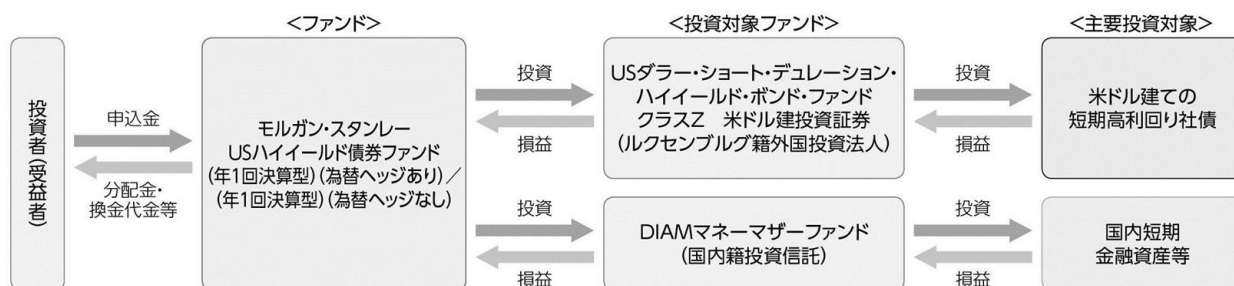 <ファンド>
<投資対象ファンド>
<主要投資対象>
投資者(受益者)
申込金
分配金・
換金代金等
モルガン・スタンレー
USハイイールド債券ファンド
(年1回決算型)(為替ヘッジあり)/
(年1回決算型)(為替ヘッジなし)
投資
損益
USダラー・ショート・デュレーション・
ハイイールド・ボンド・ファンド
クラスZ 米ドル建投資証券
(ルクセンブルグ籍外国投資法人)
投資
損益
米ドル建ての
短期高利回り社債
投資
損益
DIAMマネーマザーファンド
(国内籍投資信託)
投資
損益
国内短期
金融資産等